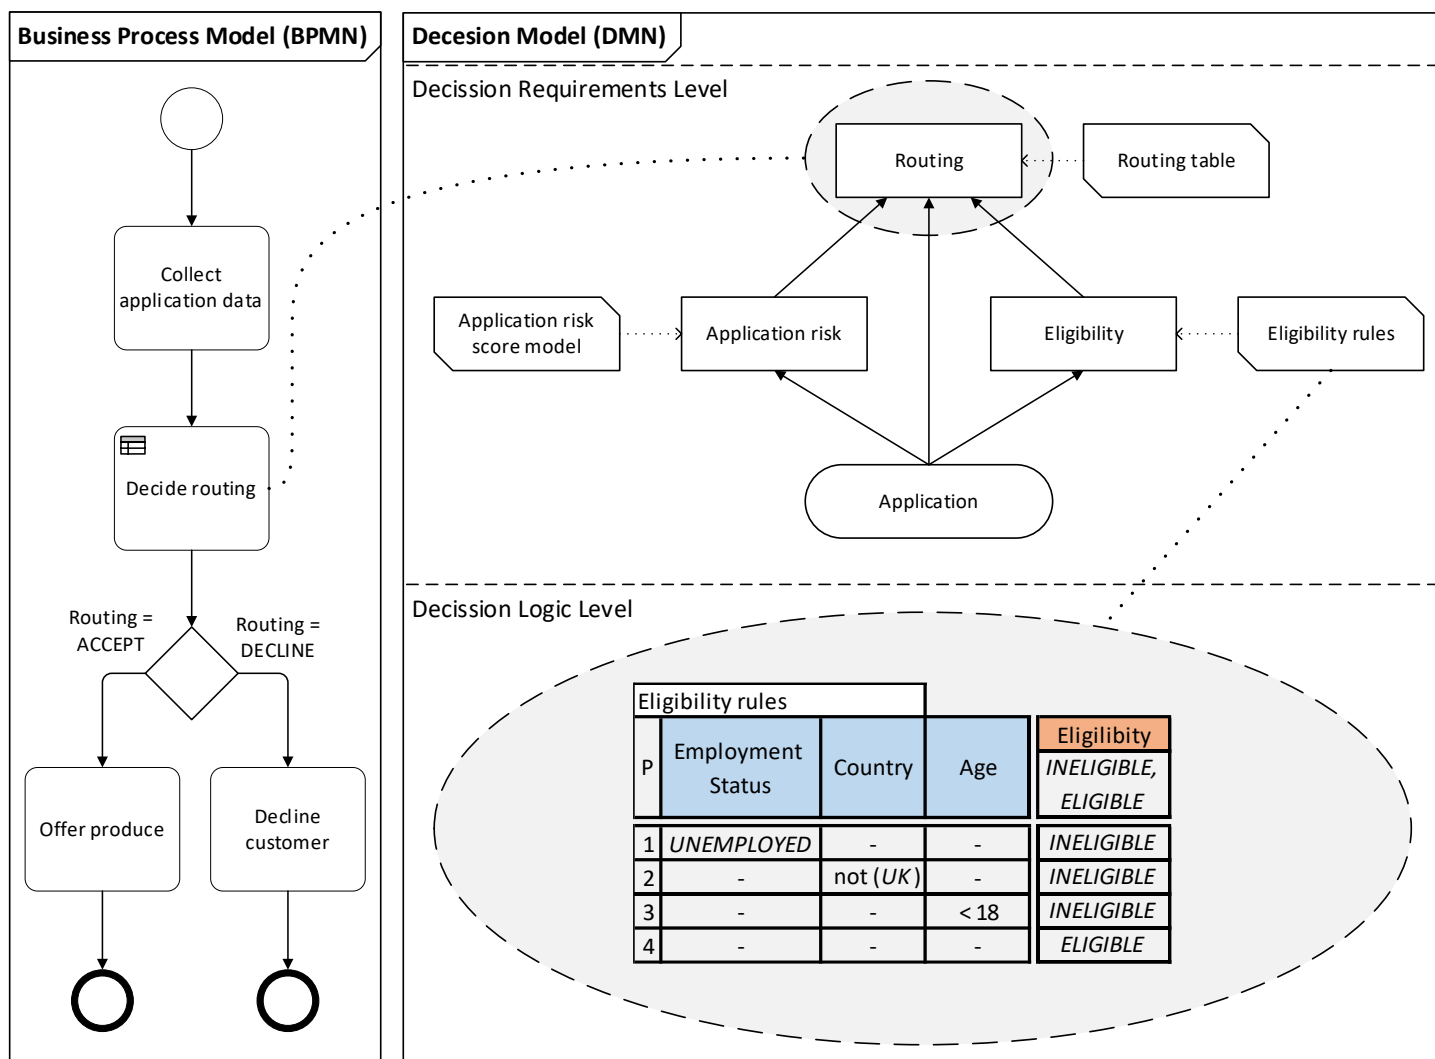 Business Process Model (BPMN)
Collect
application data
Decide routing
Routing =
ACCEPT
Routing =
DECLINE
Offer produce
Decline
customer
Decesion Model (DMN)
Decission Requirements Level
Routing
Routing table
Application risk
score model
Application risk
Eligibility
Eligibility rules
Application
Decission Logic Level
Eligibility rules
P
Employment
Status
Country
Age
Eligilibity
INELIGIBLE,
ELIGIBLE
1 UNEMPLOYED - - INELIGIBLE
2 - not (UK) - INELIGIBLE
3 - - < 18 INELIGIBLE
4 - - - ELIGIBLE